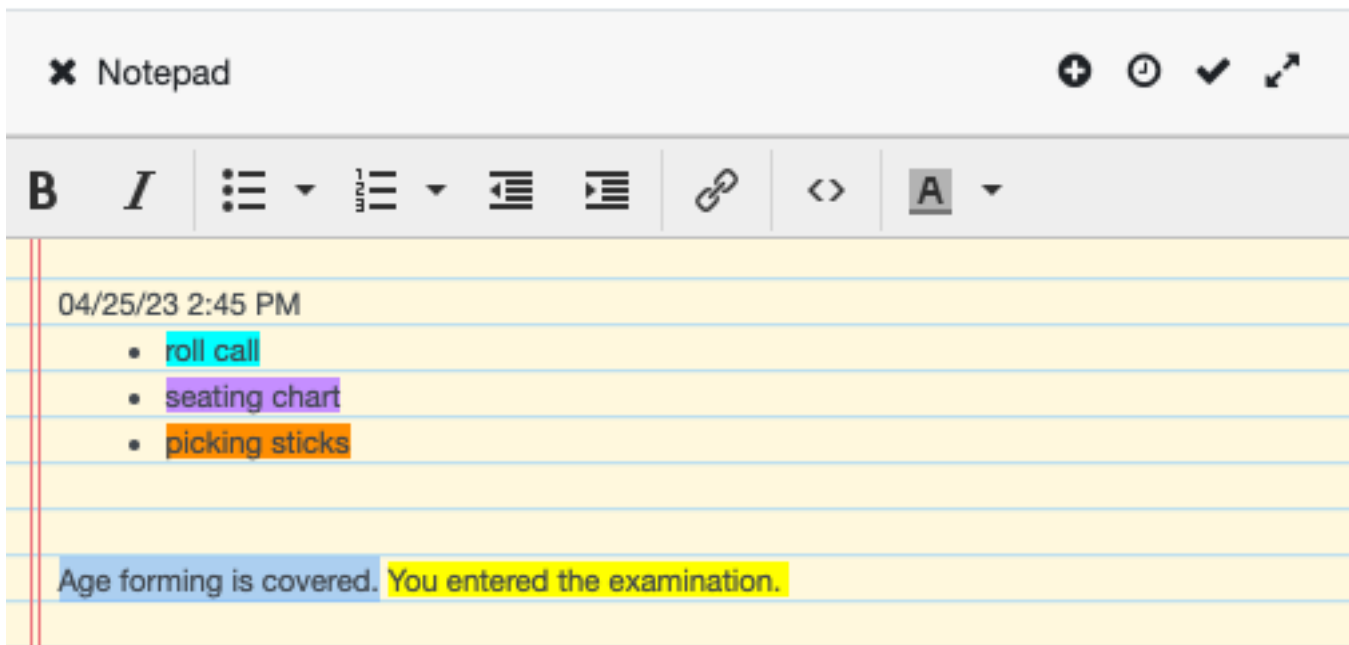 Notepad
B I A
04/25/23 2:45 PM
• roll call
• seating chart
• picking sticks
Age forming is covered. You entered the examination.